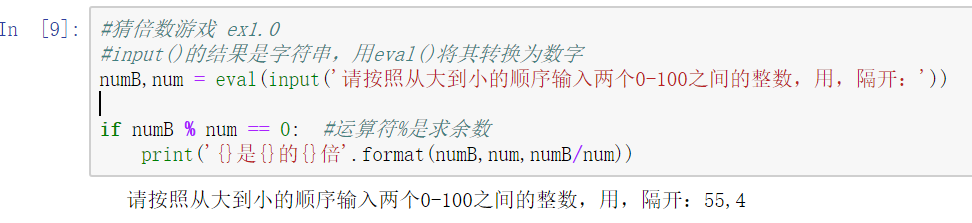 In [9]:
#猜倍数游戏 ex1.0
#input()的结果是字符串，用eval()将其转换为数字
numB,num = eval(input('请按照从大到小的顺序输入两个0-100之间的整数，用，隔开：'))
if numB % num == 0:  #运算符%是求余数
    print('{}是{}的{}倍'.format(numB,num,numB/num))
请按照从大到小的顺序输入两个0-100之间的整数，用，隔开：55,4